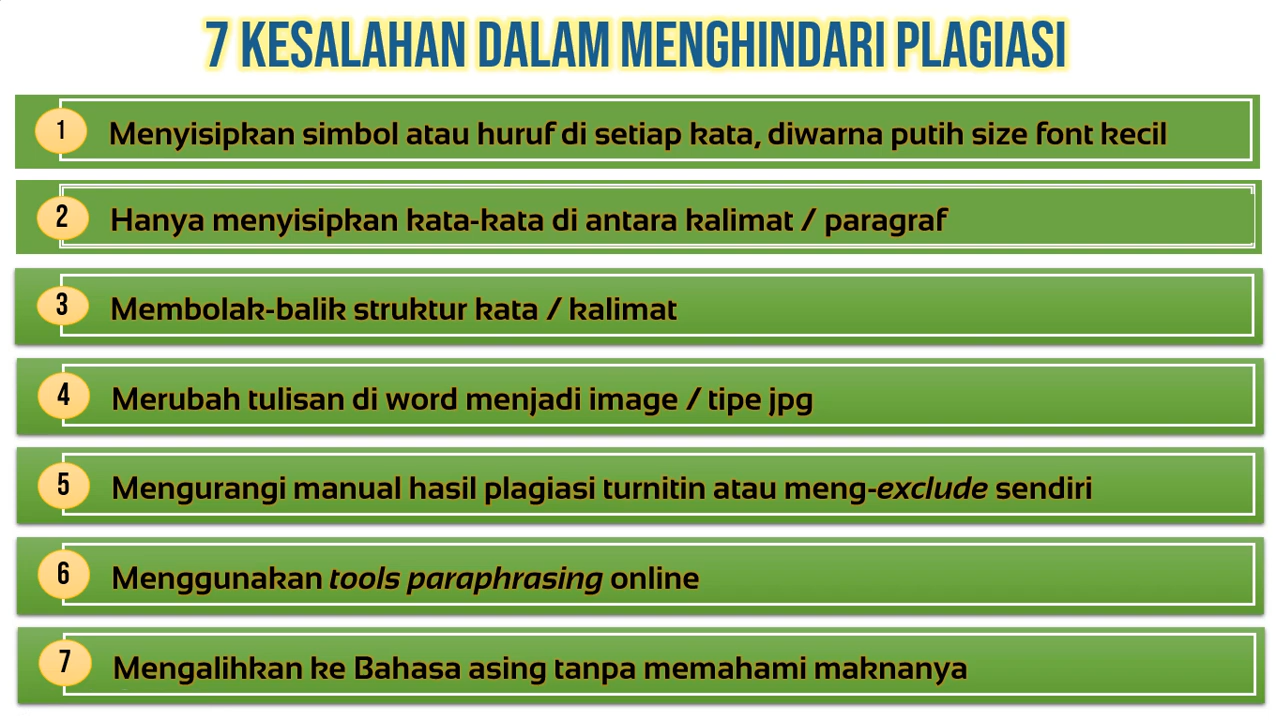 7 KESALAHAN DALAM MENGHINDARI PLAGIASI
1 Menyisipkan simbol atau huruf di setiap kata, diwarna putih size font kecil
2 Hanya menyisipkan kata-kata di antara kalimat / paragraf
3 Membolak-balik struktur kata / kalimat
4 Merubah tulisan di word menjadi image / tipe jpg
5 Mengurangi manual hasil plagiasi turnitin atau meng-exclude sendiri
6 Menggunakan tools paraphrasing online
7 Mengalihkan ke Bahasa asing tanpa memahami maknanya